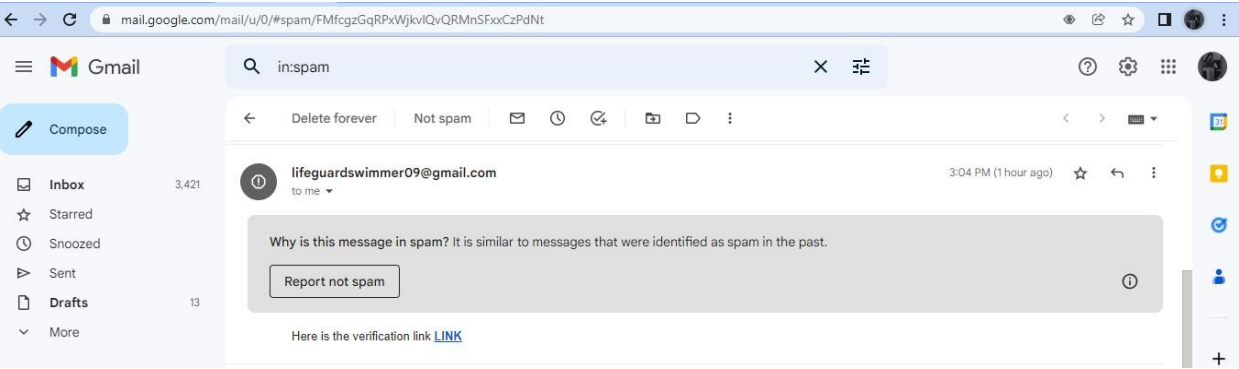 mail.google.com/mail/u/0/#spam/FMfcgzGqRPxWjkvlQvQRMnSFxxCzPdNt
Gmail
in:spam
Compose
Delete forever Not spam
31
lifeguardswimmer09@gmail.com 3:04 PM (1 hour ago)
to me
Inbox 3,421
Starred
Why is this message in spam? It is similar to messages that were identified as spam in the past.
Snoozed
Sent
Report not spam
Drafts 13
More
Here is the verification link LINK